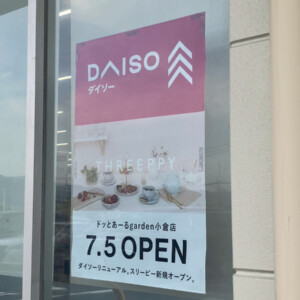 DAISO
ダイソー
THREEPPY
ドッとあーるgarden小倉店
7.5 OPEN
ダイソーリニューアル。スリーピー新規オープン。